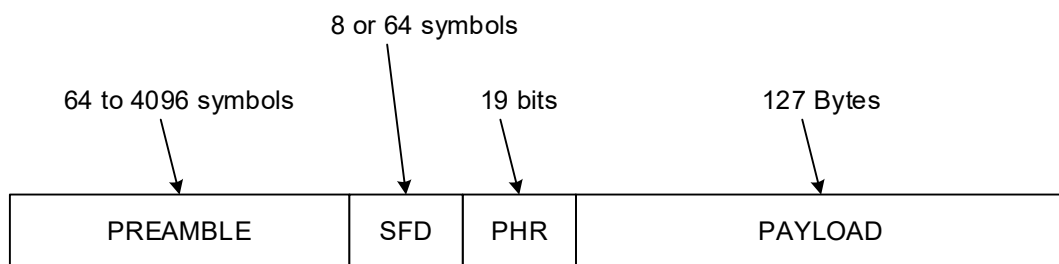 8 or 64 symbols
64 to 4096 symbols
19 bits
127 Bytes
PREAMBLE
SFD
PHR
PAYLOAD